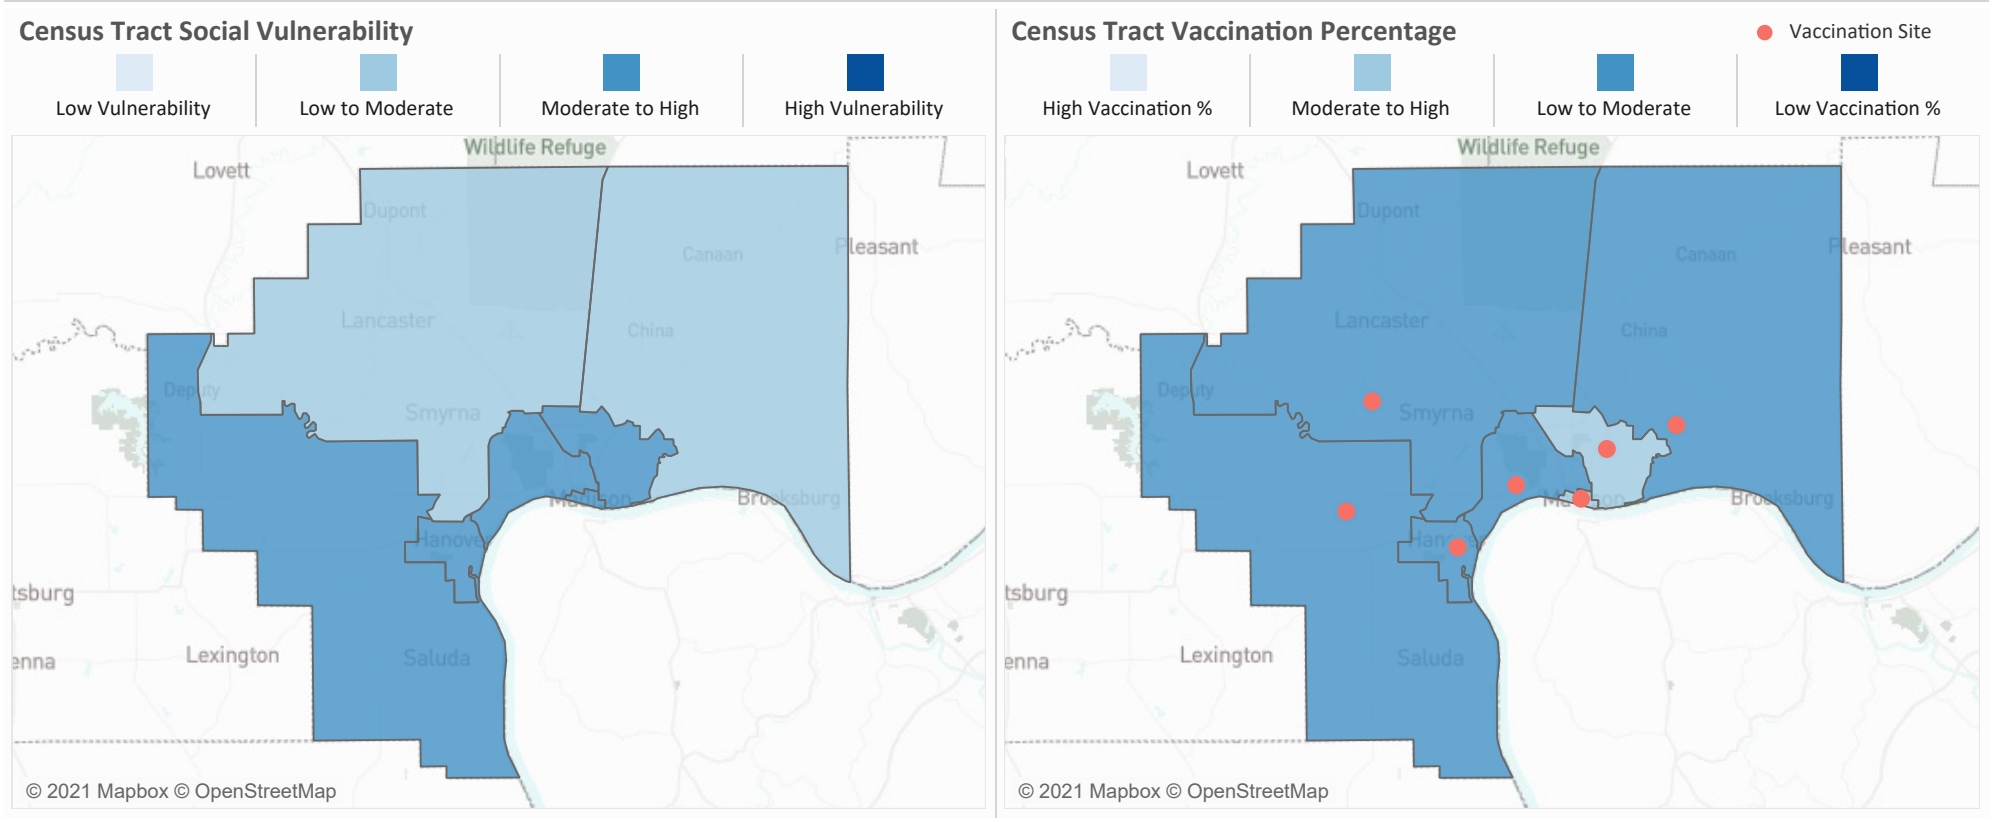 Census Tract Social Vulnerability
Low Vulnerability
Low to Moderate
Moderate to High
High Vulnerability
Wildlife Refuge
Lovett
Dupont
Canaan
Pleasant
Lancaster
China
Deputy
Smyrna
Madison
Brooksburg
Hanover
tsburg
Lexington
enna
Saluda
© 2021 Mapbox © OpenStreetMap
Census Tract Vaccination Percentage
Vaccination Site
High Vaccination %
Moderate to High
Low to Moderate
Low Vaccination %
Wildlife Refuge
Lovett
Dupont
Canaan
Pleasant
Lancaster
China
Deputy
Smyrna
Madison
Brooksburg
Hanover
tsburg
Lexington
enna
Saluda
© 2021 Mapbox © OpenStreetMap